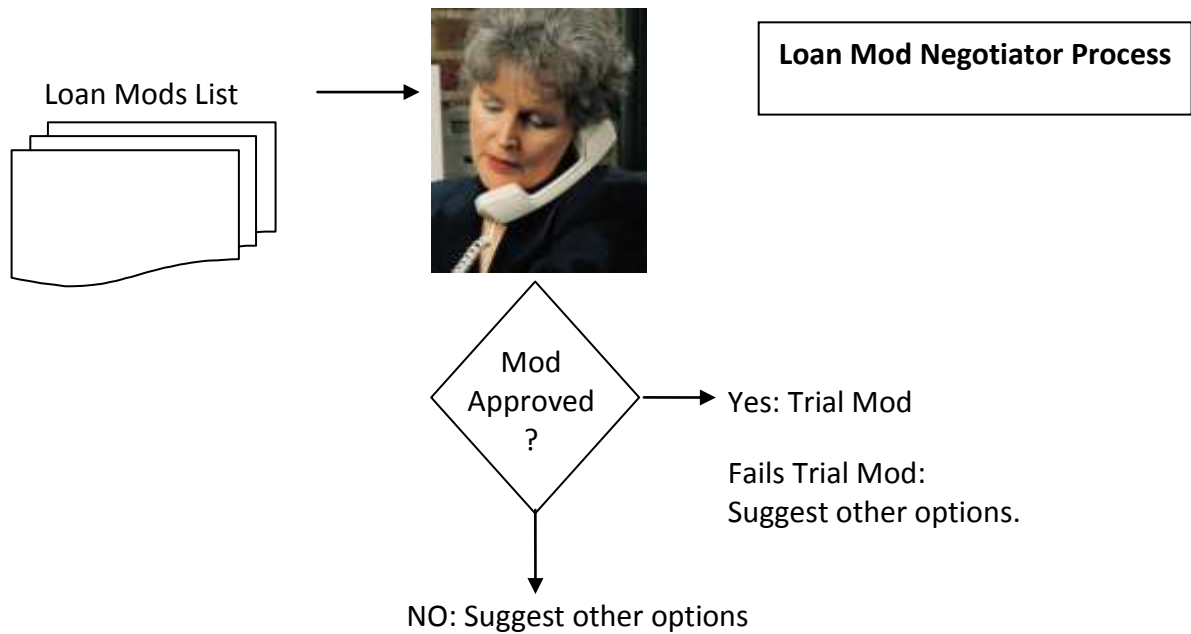 Loan Mod Negotiator Process
Loan Mods List
Mod
Approved
?
Yes: Trial Mod
Fails Trial Mod:
Suggest other options.
NO: Suggest other options